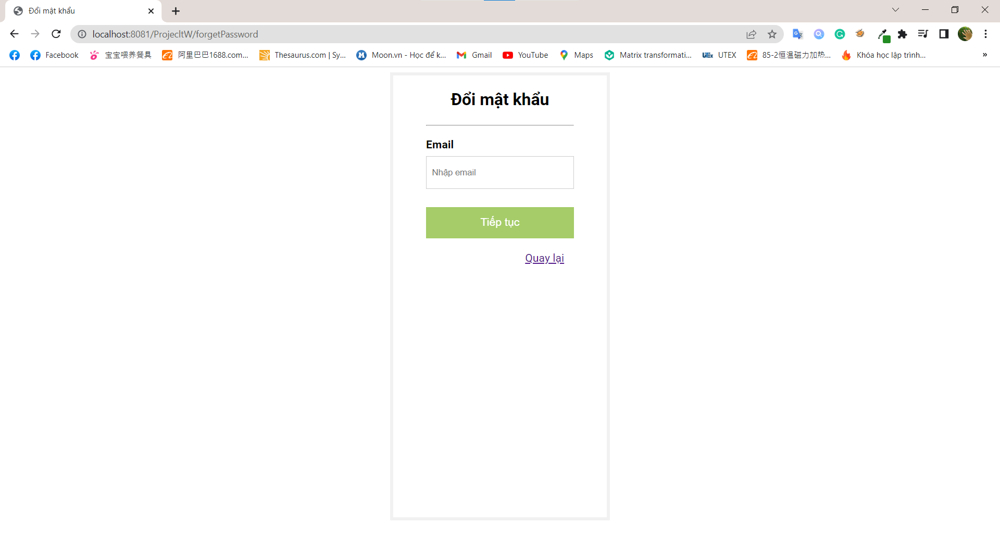 Đổi mật khẩu
localhost:8081/ProjecltW/forgetPassword
Facebook
宝宝喂养餐具
阿里巴巴1688.com...
Thesaurus.com | Sy...
Moon.vn - Học để k...
Gmail
YouTube
Maps
Matrix transformati...
UTEX
85-2恒温磁力加热...
Khóa học lập trình...
»
Đổi mật khẩu
Email
Nhập email
Tiếp tục
Quay lại